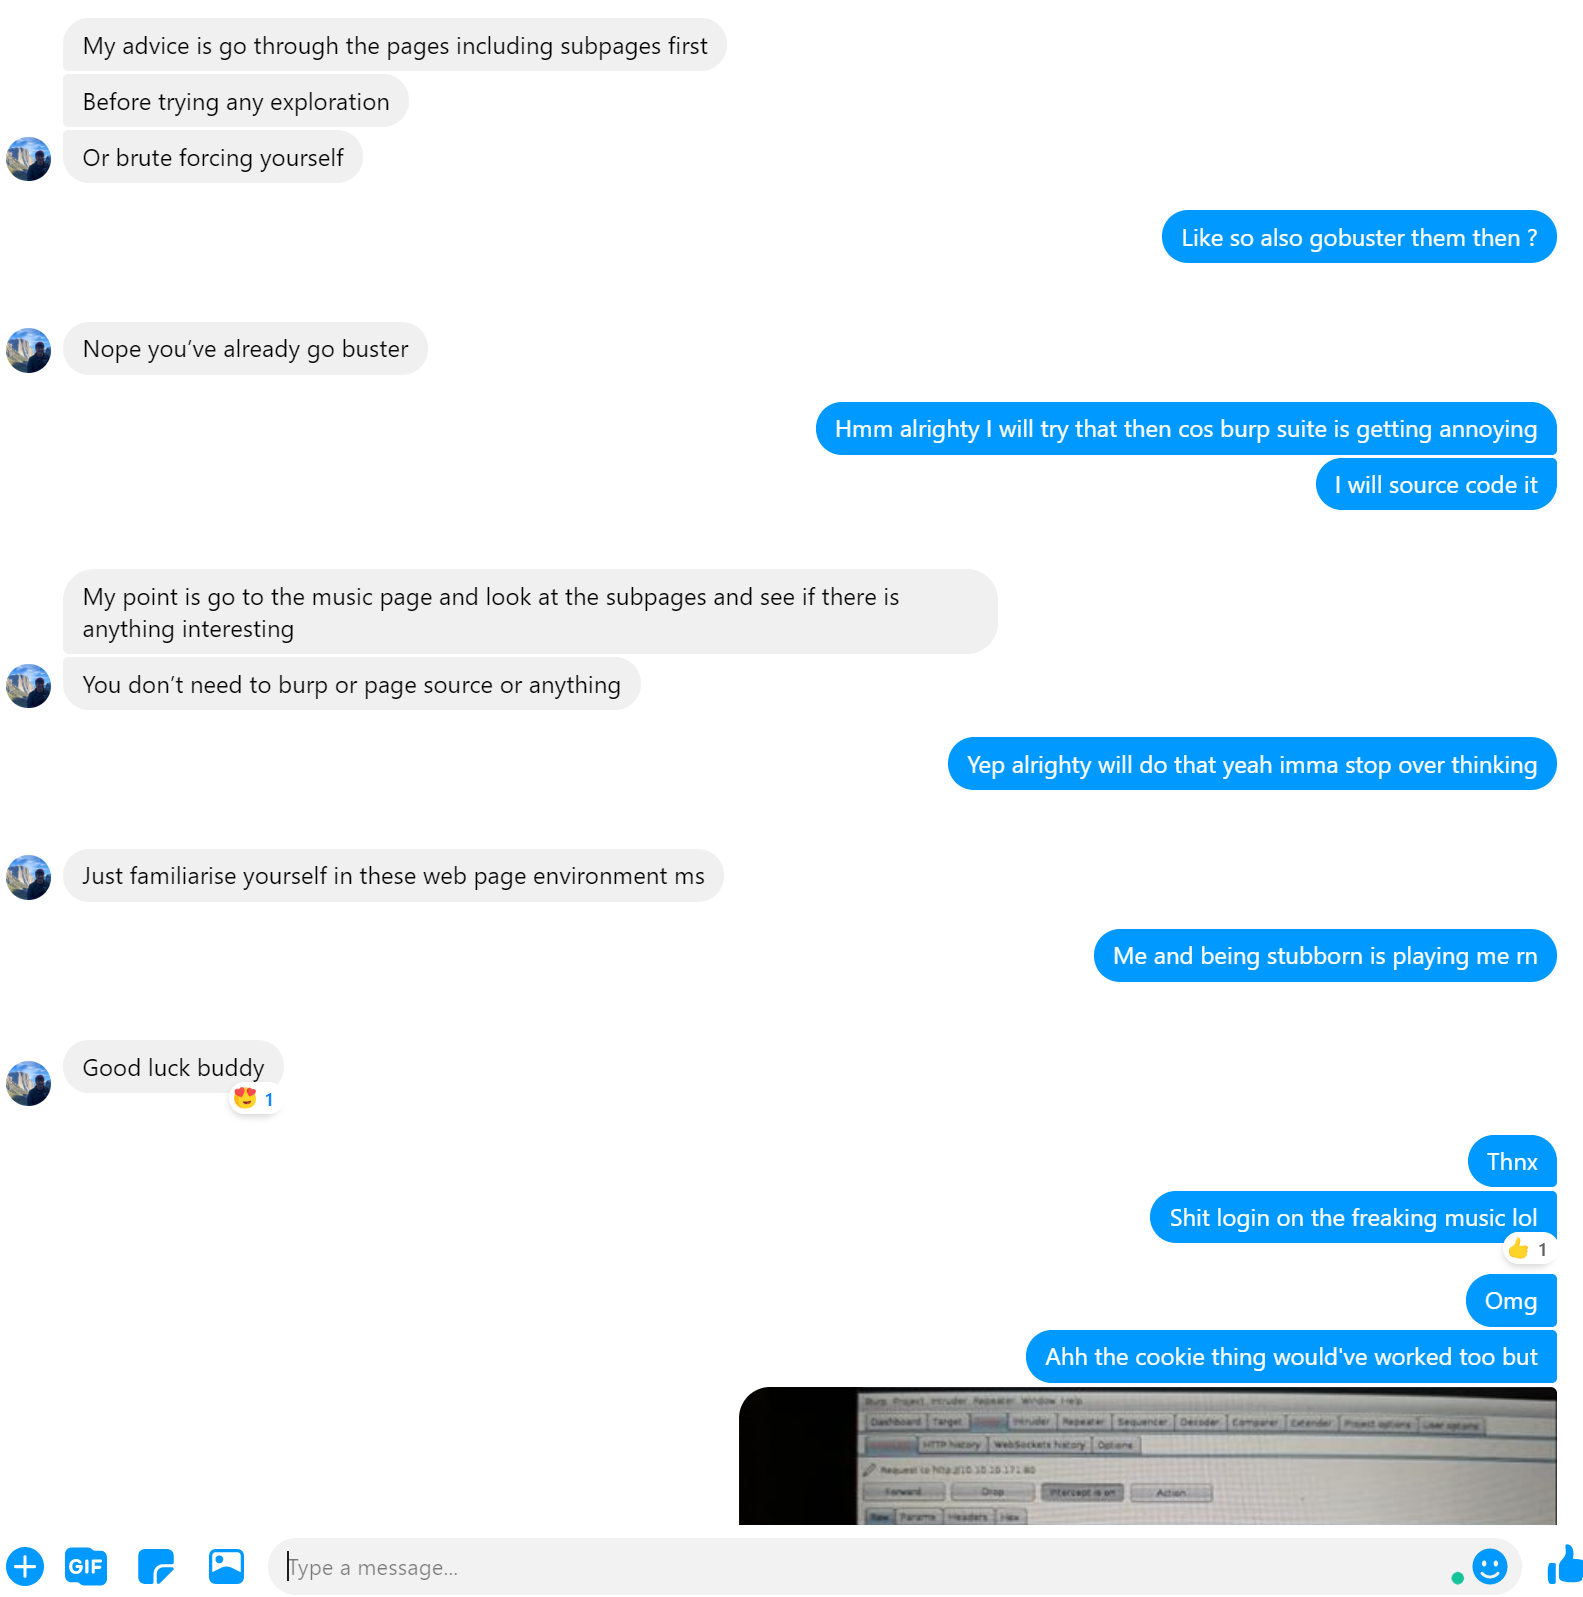 My advice is go through the pages including subpages first
Before trying any exploration
Or brute forcing yourself
Like so also gobuster them then ?
Nope you’ve already go buster
Hmm alrighty I will try that then cos burp suite is getting annoying
I will source code it
My point is go to the music page and look at the subpages and see if there is
anything interesting
You don’t need to burp or page source or anything
Yep alrighty will do that yeah imma stop over thinking
Just familiarise yourself in these web page environment ms
Me and being stubborn is playing me rn
Good luck buddy
1
Thnx
Shit login on the freaking music lol
1
Omg
Ahh the cookie thing would've worked too but
Burp Project Intruder Repeater Window Help
Dashboard Target Intruder Repeater Sequencer Decoder Comparer Extender Project options User options
HTTP history WebSockets history Options
Request to http://10.10.10.171:80
Forward Drop Intercept is on Action
Raw Params Headers Hex
GIF
Type a message...